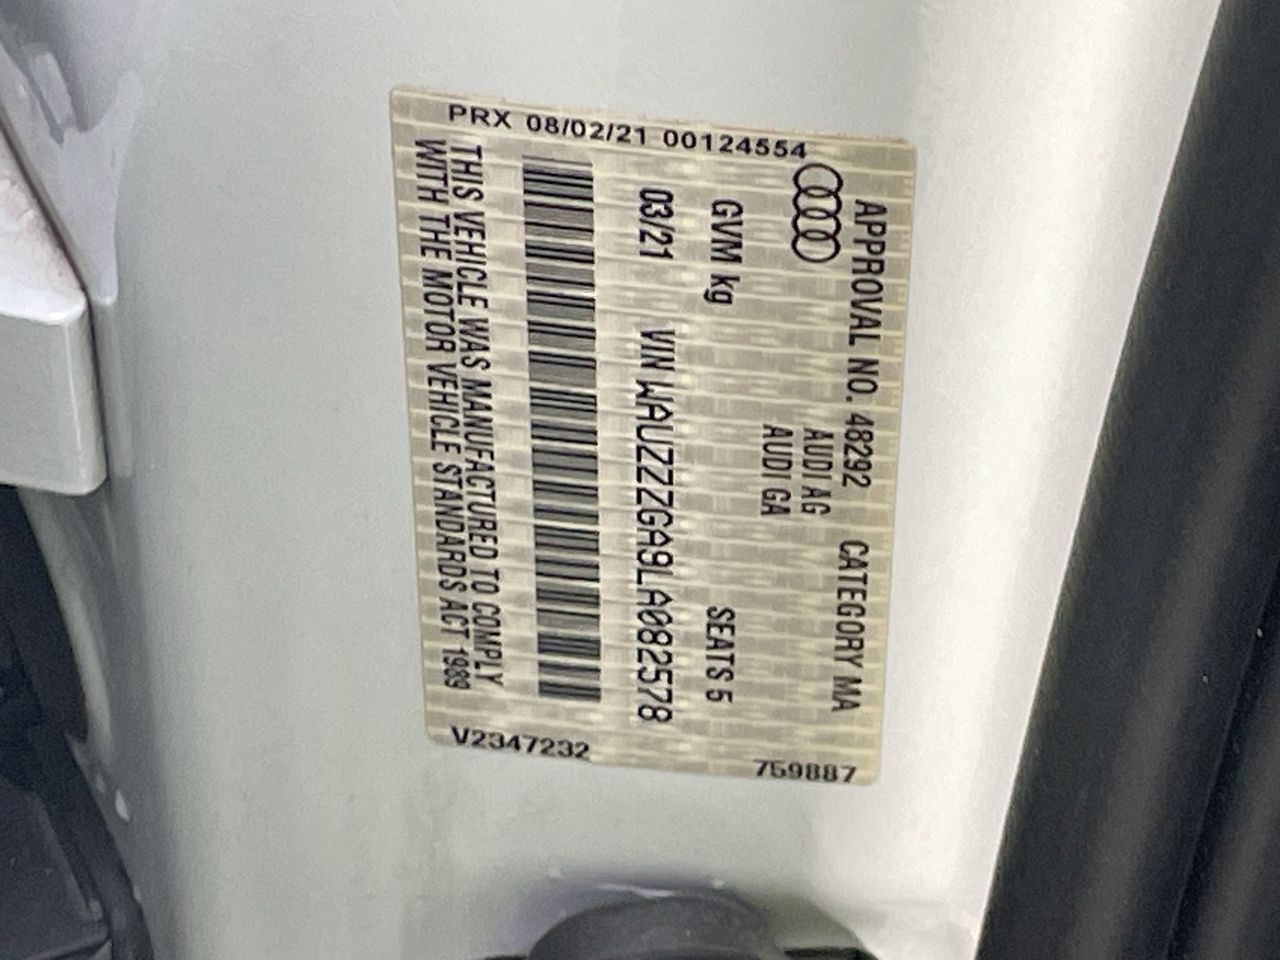 PRX 08/02/21 00124554
APPROVAL NO. 48292 CATEGORY MA
AUDI AG
AUDI GA
GVM kg SEATS 5
03/21 VIN WAUZZZGA9LA082578
THIS VEHICLE WAS MANUFACTURED TO COMPLY
WITH THE MOTOR VEHICLE STANDARDS ACT 1989
V2347232 759887